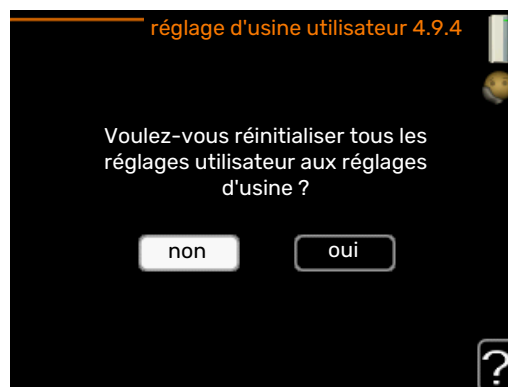 réglage d'usine utilisateur 4.9.4
Voulez-vous réinitialiser tous les
réglages utilisateur aux réglages
d'usine ?
non
oui
?